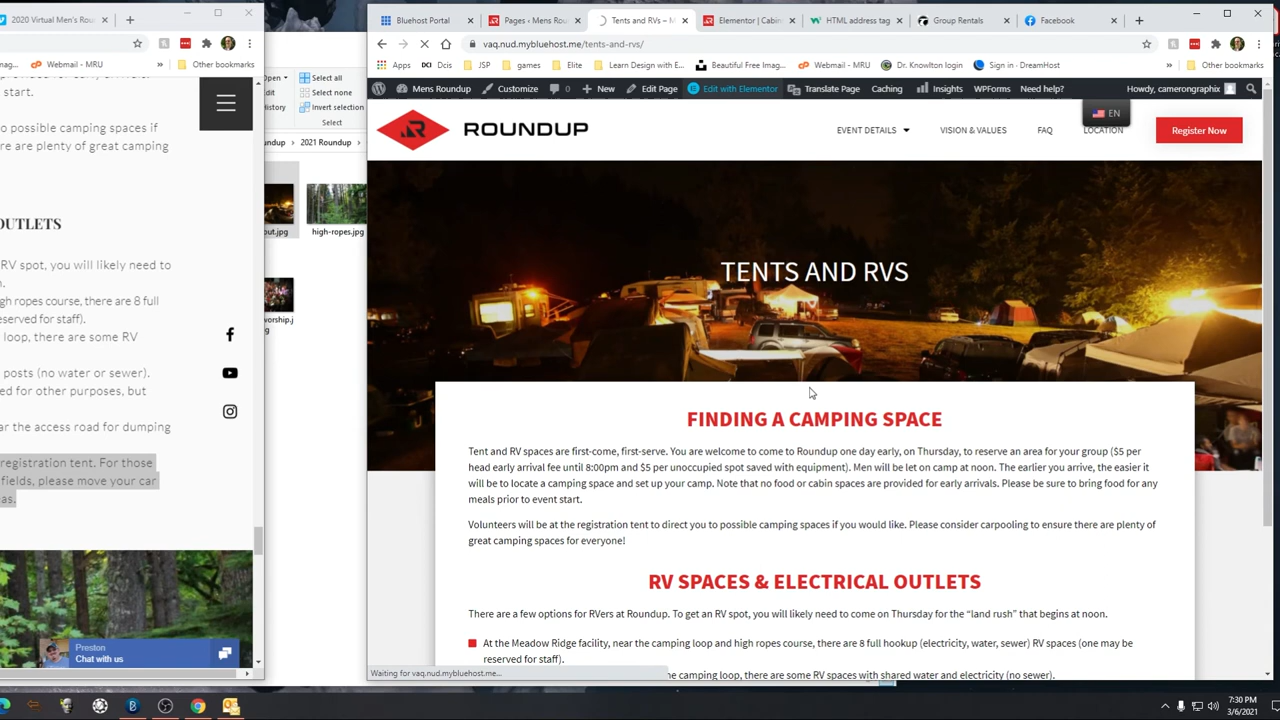 2020 Virtual Men's Rou
Webmail - MRU
Other bookmarks
start.
o possible camping spaces if
re are plenty of great camping
OUTLETS
RV spot, you will likely need to
igh ropes course, there are 8 full
eserved for staff).
loop, there are some RV
posts (no water or sewer).
ed for other purposes, but
ar the access road for dumping
registration tent. For those
fields, please move your car
as.
Preston
Chat with us
Open
Edit
History
Select all
Select none
Invert selection
Select
undup
2021 Roundup
out.jpg
high-ropes.jpg
worship.j
pg
Bluehost Portal
Pages ‹ Mens Roun
Tents and RVs – M
Elementor | Cabin
HTML address tag
Group Rentals
Facebook
vaq.nud.mybluehost.me/tents-and-rvs/
Apps
DCI
Dcis
JSP
games
Elite
Learn Design with E...
Beautiful Free Imag...
Webmail - MRU
Dr. Knowlton login
Sign in · DreamHost
Other bookmarks
Mens Roundup
Customize
0
New
Edit Page
Edit with Elementor
Translate Page
Caching
Insights
WPForms
Need help?
Howdy, camerongraphix
EN
ROUNDUP
EVENT DETAILS
VISION & VALUES
FAQ
LOCATION
Register Now
TENTS AND RVS
FINDING A CAMPING SPACE
Tent and RV spaces are first-come, first-serve. You are welcome to come to Roundup one day early, on Thursday, to reserve an area for your group ($5 per
head early arrival fee until 8:00pm and $5 per unoccupied spot saved with equipment). Men will be let on camp at noon. The earlier you arrive, the easier it
will be to locate a camping space and set up your camp. Note that no food or cabin spaces are provided for early arrivals. Please be sure to bring food for any
meals prior to event start.
Volunteers will be at the registration tent to direct you to possible camping spaces if you would like. Please consider carpooling to ensure there are plenty of
great camping spaces for everyone!
RV SPACES & ELECTRICAL OUTLETS
There are a few options for RVers at Roundup. To get an RV spot, you will likely need to come on Thursday for the "land rush" that begins at noon.
At the Meadow Ridge facility, near the camping loop and high ropes course, there are 8 full hookup (electricity, water, sewer) RV spaces (one may be
reserved for staff).
he camping loop, there are some RV spaces with shared water and electricity (no sewer).
Waiting for vaq.nud.mybluehost.me...
7:30 PM
3/6/2021